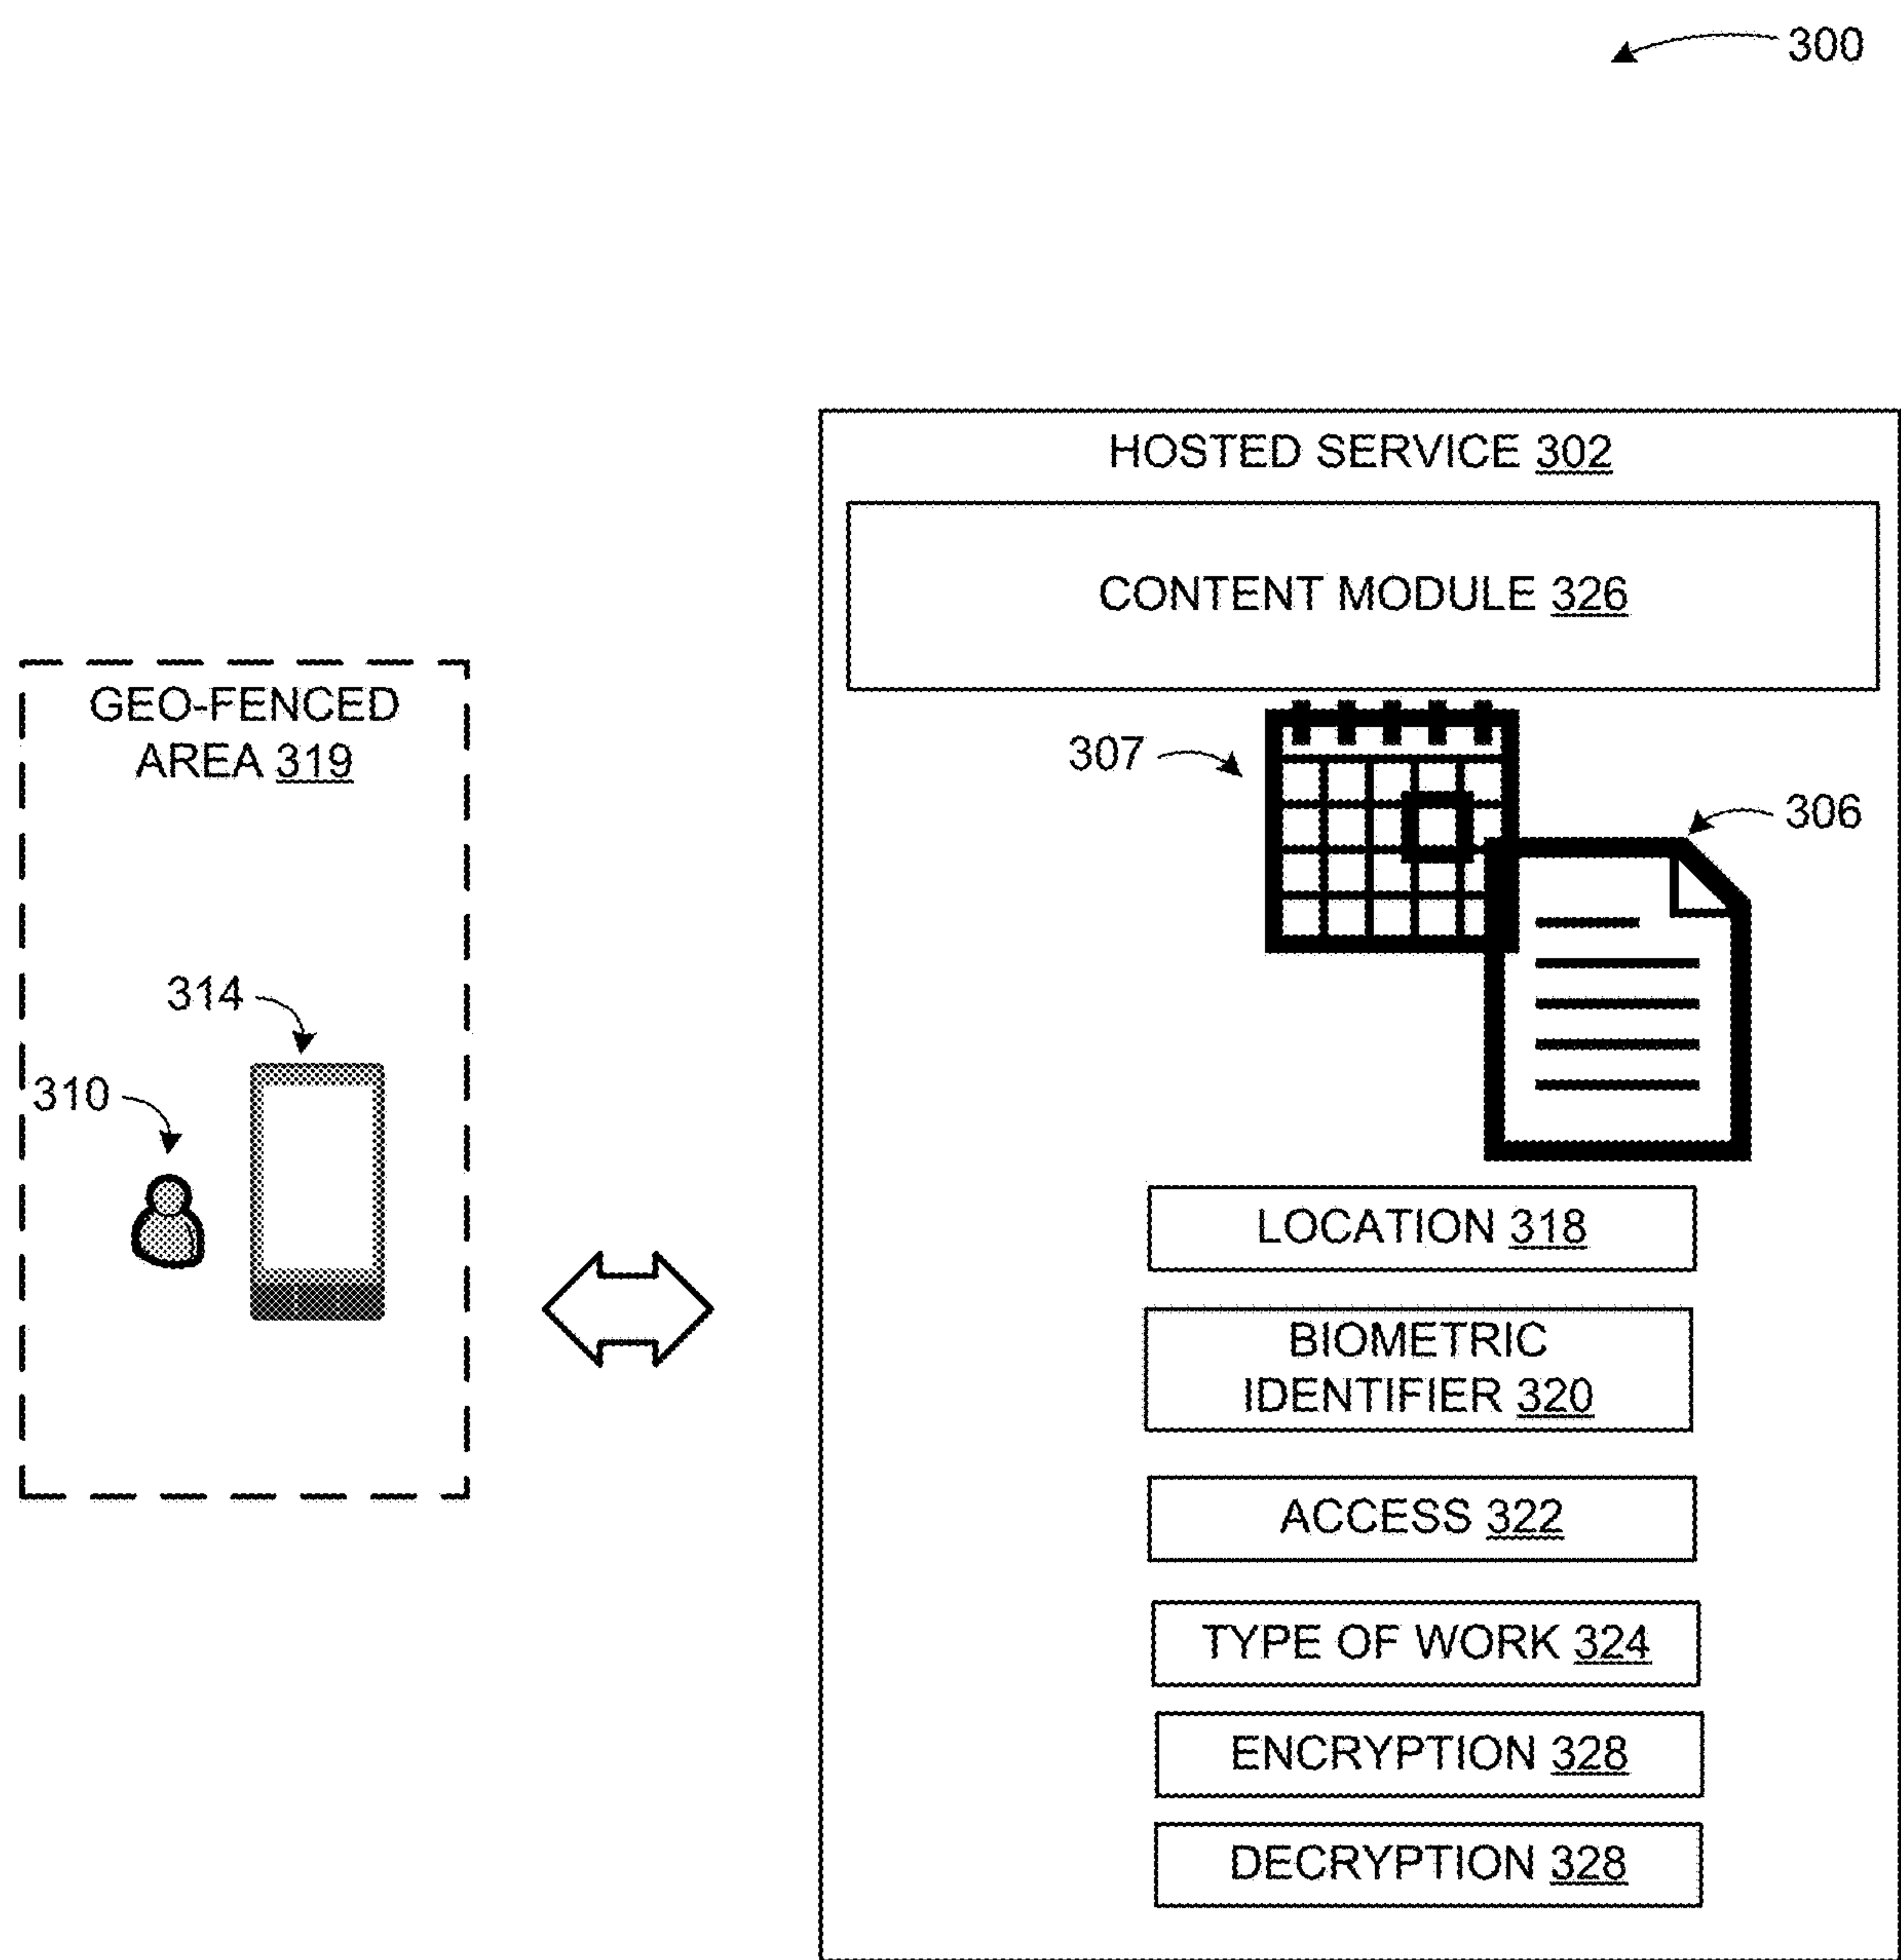 300
HOSTED SERVICE 302
CONTENT MODULE 326
GEO-FENCED
AREA 319
307
306
314
310
LOCATION 318
BIOMETRIC
IDENTIFIER 320
ACCESS 322
TYPE OF WORK 324
ENCRYPTION 328
DECRYPTION 328